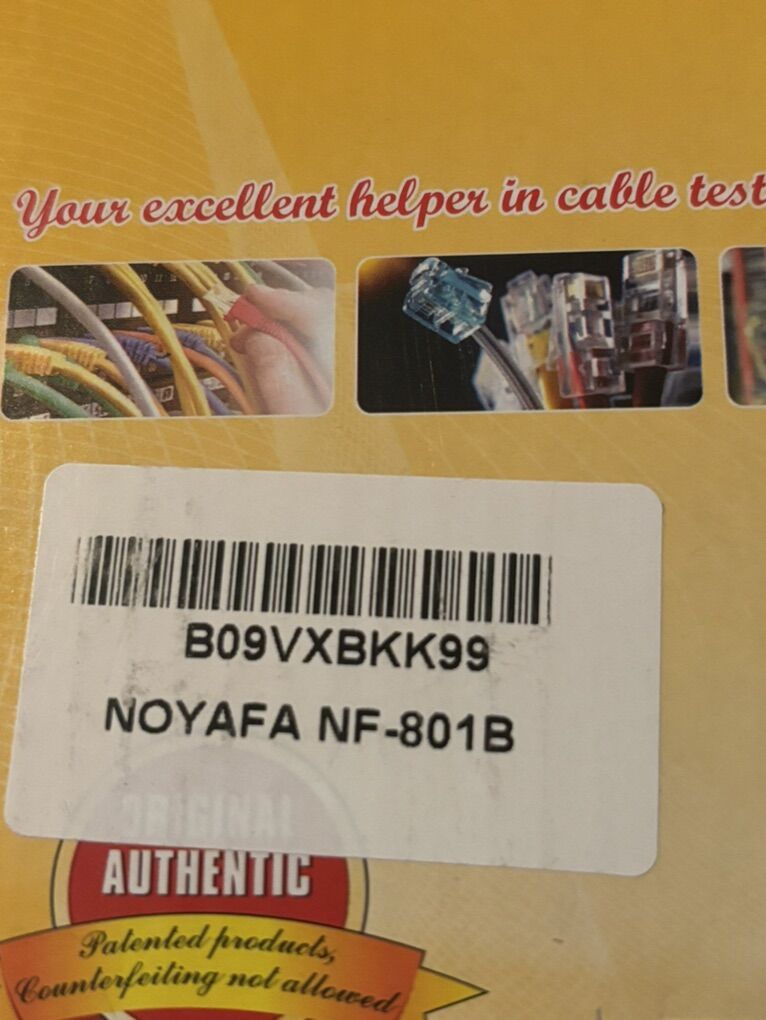 Your excellent helper in cable test
B09VXBKK99
NOYAFA NF-801B
ORIGINAL
AUTHENTIC
Patented products,
Counterfeiting not allowed